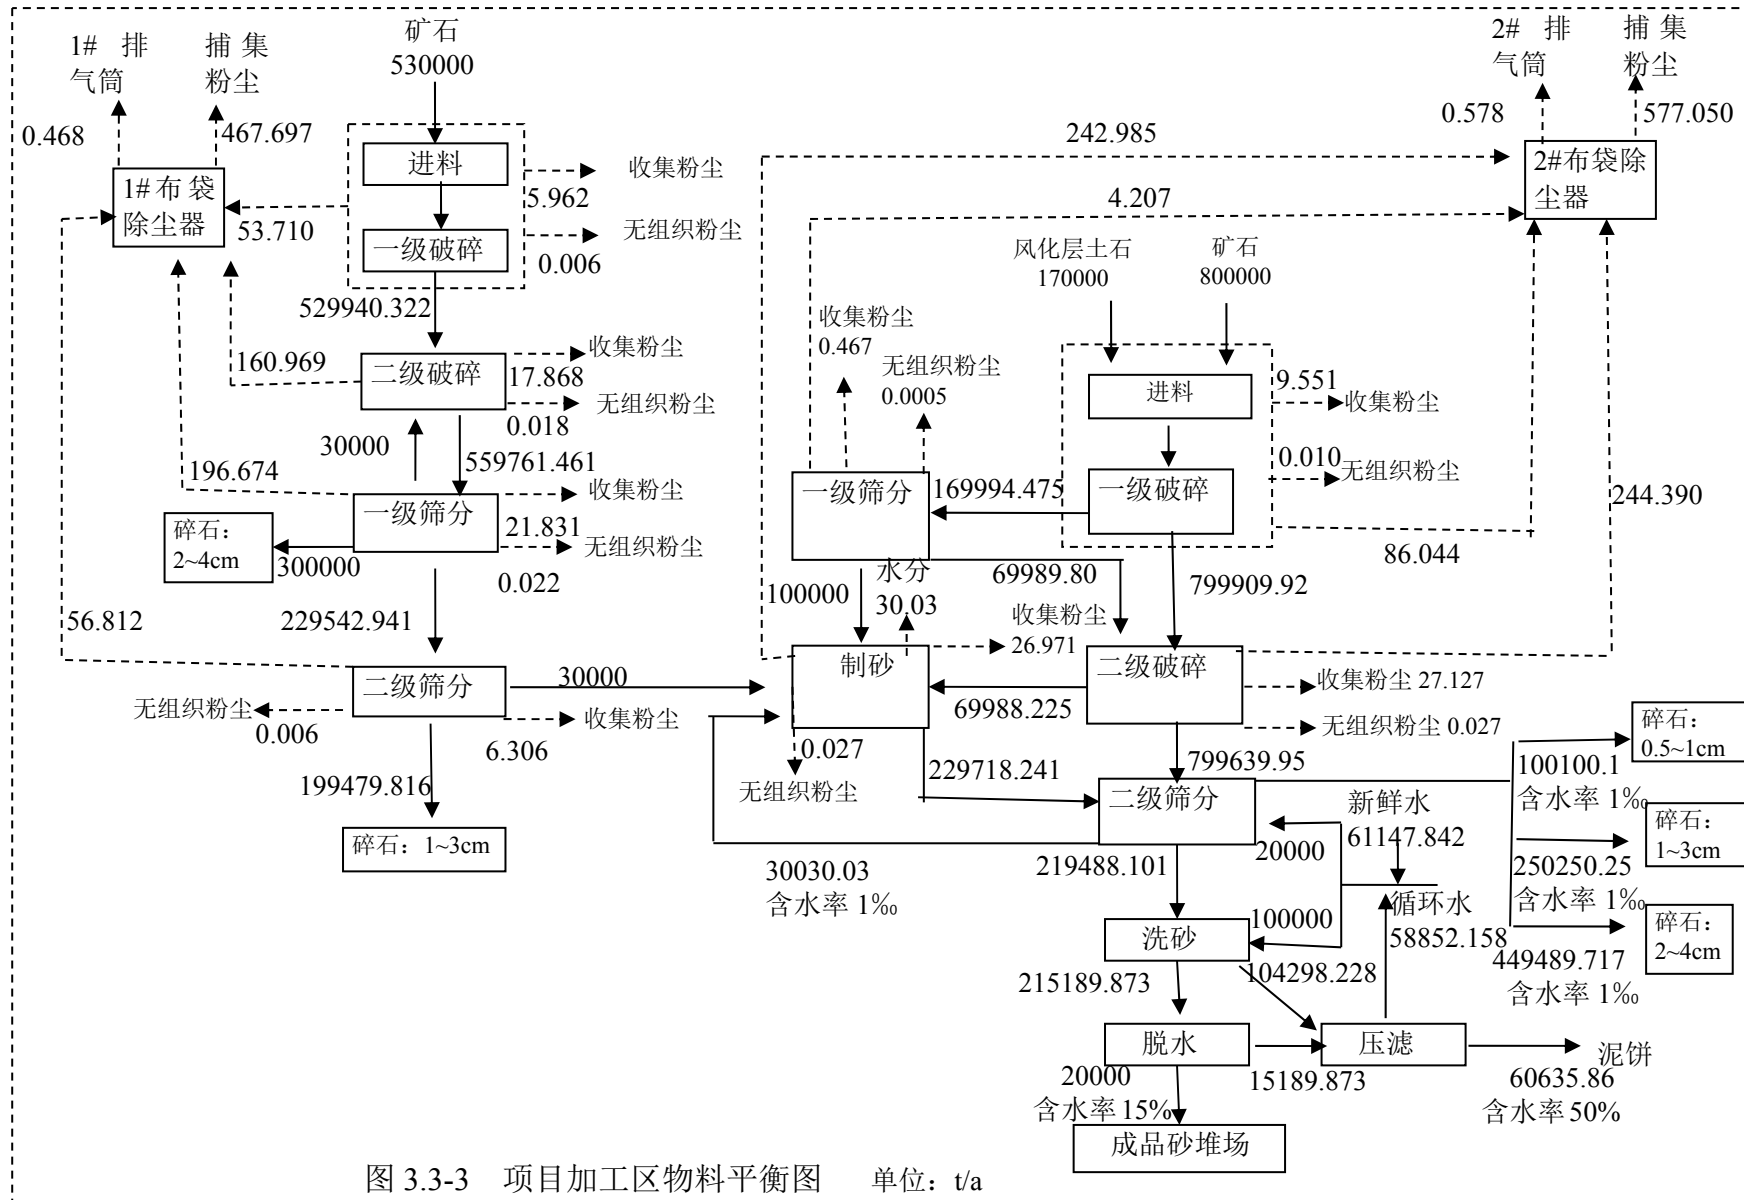 1# 排
气筒
捕 集
粉尘
矿石
530000
2# 排
气筒
捕 集
粉尘
0.468
467.697
242.985
0.578
577.050
进料
收集粉尘
1#布袋
除尘器
5.962
53.710
一级破碎
无组织粉尘
0.006
2#布袋除
尘器
4.207
529940.322
风化层土石
170000
矿石
800000
收集粉尘
0.467
无组织粉尘
0.0005
160.969
二级破碎
收集粉尘
17.868
无组织粉尘
0.018
进料
9.551
收集粉尘
30000
559761.461
196.674
一级筛分
收集粉尘
21.831
无组织粉尘
0.022
碎石：
2~4cm
300000
一级筛分
169994.475
一级破碎
0.010
无组织粉尘
244.390
86.044
229542.941
56.812
100000
水分
30.03
69989.80
799909.92
收集粉尘
26.971
二级筛分
30000
制砂
二级破碎
收集粉尘 27.127
69988.225
无组织粉尘 0.027
无组织粉尘
0.006
收集粉尘
6.306
199479.816
碎石：1~3cm
0.027
无组织粉尘
229718.241
799639.95
二级筛分
碎石：
0.5~1cm
100100.1
含水率 1‰
新鲜水
61147.842
20000
碎石：
1~3cm
250250.25
含水率 1‰
30030.03
含水率 1‰
219488.101
循环水
58852.158
100000
洗砂
碎石：
2~4cm
449489.717
含水率 1‰
215189.873
104298.228
脱水
压滤
泥饼
15189.873
60635.86
含水率 50%
20000
含水率 15%
成品砂堆场
图 3.3-3 项目加工区物料平衡图 单位：t/a